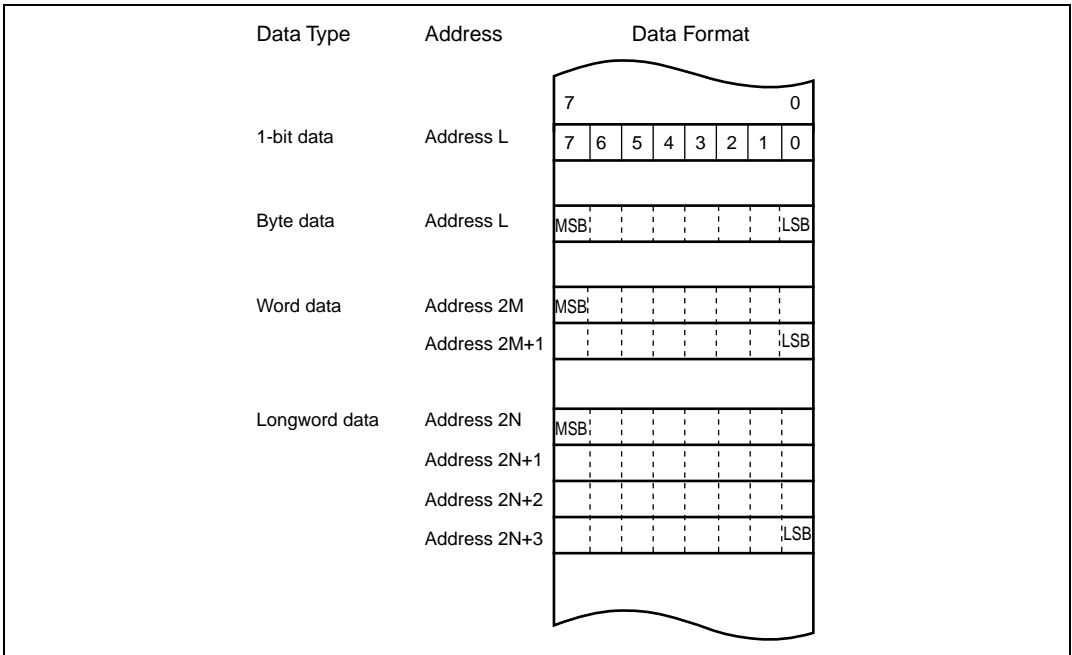 Data Type Address Data Format
7 0
1-bit data Address L 7 6 5 4 3 2 1 0
Byte data Address L MSB LSB
Word data Address 2M MSB
Address 2M+1 LSB
Longword data Address 2N MSB
Address 2N+1
Address 2N+2
Address 2N+3 LSB